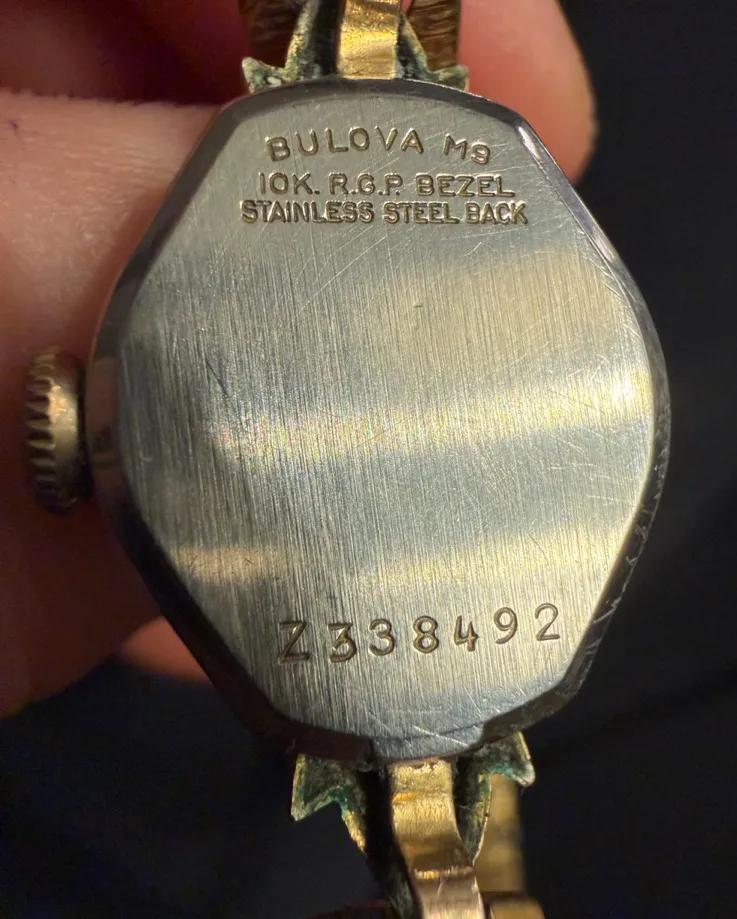 BULOVA M9
10K. R.G.P. BEZEL
STAINLESS STEEL BACK
Z338492